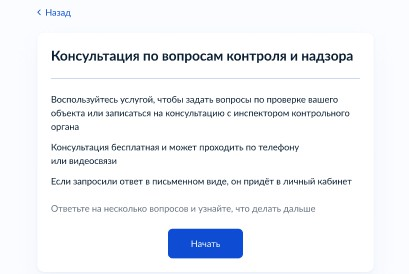 Назад
Консультация по вопросам контроля и надзора
Воспользуйтесь услугой, чтобы задать вопросы по проверке вашего
объекта или записаться на консультацию с инспектором контрольного
органа
Консультация бесплатная и может проходить по телефону
или видеосвязи
Если запросили ответ в письменном виде, он придёт в личный кабинет
Ответьте на несколько вопросов и узнайте, что делать дальше
Начать